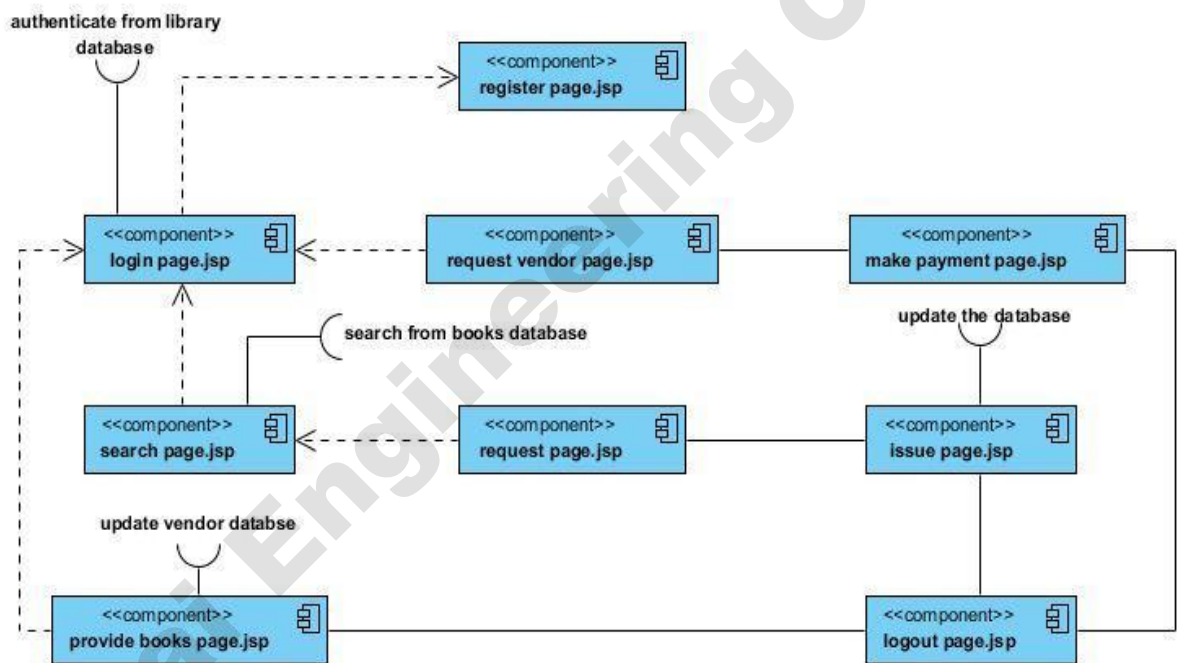 authenticate from library
database
<<component>>
register page.jsp
<<component>>
login page.jsp
<<component>>
request vendor page.jsp
<<component>>
make payment page.jsp
search from books database
update the database
<<component>>
search page.jsp
<<component>>
request page.jsp
<<component>>
issue page.jsp
update vendor databse
<<component>>
provide books page.jsp
<<component>>
logout page.jsp
Engineering